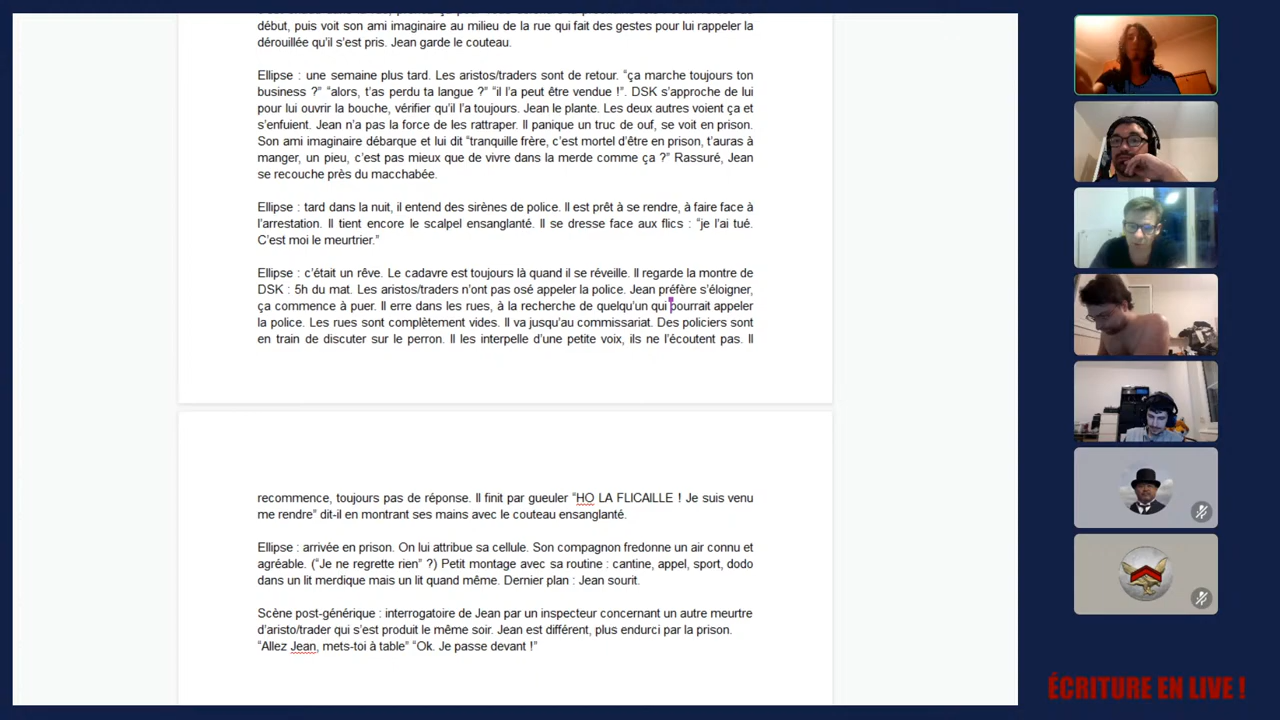 début, puis voit son ami imaginaire au milieu de la rue qui fait des gestes pour lui rappeler la
dérouillée qu’il s’est pris. Jean garde le couteau.
Ellipse : une semaine plus tard. Les aristos/traders sont de retour. “ça marche toujours ton
business ?” “alors, t’as perdu ta langue ?” “il l’a peut être vendue !”. DSK s’approche de lui
pour lui ouvrir la bouche, vérifier qu’il l’a toujours. Jean le plante. Les deux autres voient ça et
s’enfuient. Jean n’a pas la force de les rattraper. Il panique un truc de ouf, se voit en prison.
Son ami imaginaire débarque et lui dit “tranquille frère, c’est mortel d’être en prison, t’auras à
manger, un pieu, c’est pas mieux que de vivre dans la merde comme ça ?” Rassuré, Jean
se recouche près du macchabée.
Ellipse : tard dans la nuit, il entend des sirènes de police. Il est prêt à se rendre, à faire face à
l’arrestation. Il tient encore le scalpel ensanglanté. Il se dresse face aux flics : “je l’ai tué.
C’est moi le meurtrier.”
Ellipse : c’était un rêve. Le cadavre est toujours là quand il se réveille. Il regarde la montre de
DSK : 5h du mat. Les aristos/traders n’ont pas osé appeler la police. Jean préfère s’éloigner,
ça commence à puer. Il erre dans les rues, à la recherche de quelqu’un qui pourrait appeler
la police. Les rues sont complètement vides. Il va jusqu’au commissariat. Des policiers sont
en train de discuter sur le perron. Il les interpelle d’une petite voix, ils ne l’écoutent pas. Il
recommence, toujours pas de réponse. Il finit par gueuler “HO LA FLICAILLE ! Je suis venu
me rendre” dit-il en montrant ses mains avec le couteau ensanglanté.
Ellipse : arrivée en prison. On lui attribue sa cellule. Son compagnon fredonne un air connu et
agréable. (“Je ne regrette rien” ?) Petit montage avec sa routine : cantine, appel, sport, dodo
dans un lit merdique mais un lit quand même. Dernier plan : Jean sourit.
Scène post-générique : interrogatoire de Jean par un inspecteur concernant un autre meurtre
d’aristo/trader qui s’est produit le même soir. Jean est différent, plus endurci par la prison.
“Allez Jean, mets-toi à table” “Ok. Je passe devant !”
ÉCRITURE EN LIVE !